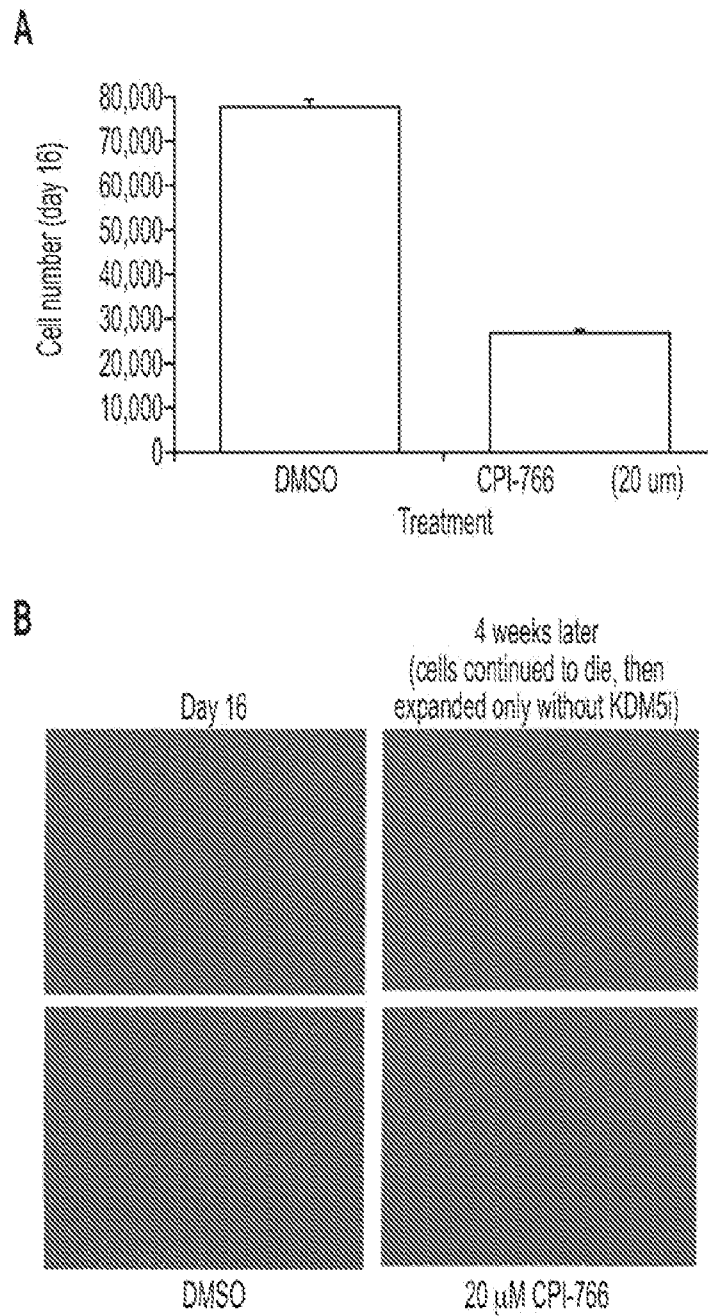 A
80,000
70,000
60,000
50,000
40,000
30,000
20,000
10,000
0
Cell number (day 16)
DMSO CPI-766 (20 um)
Treatment
B
4 weeks later
(cells continued to die, then
Day 16 expanded only without KDM5i)
DMSO 20 µM CPI-766